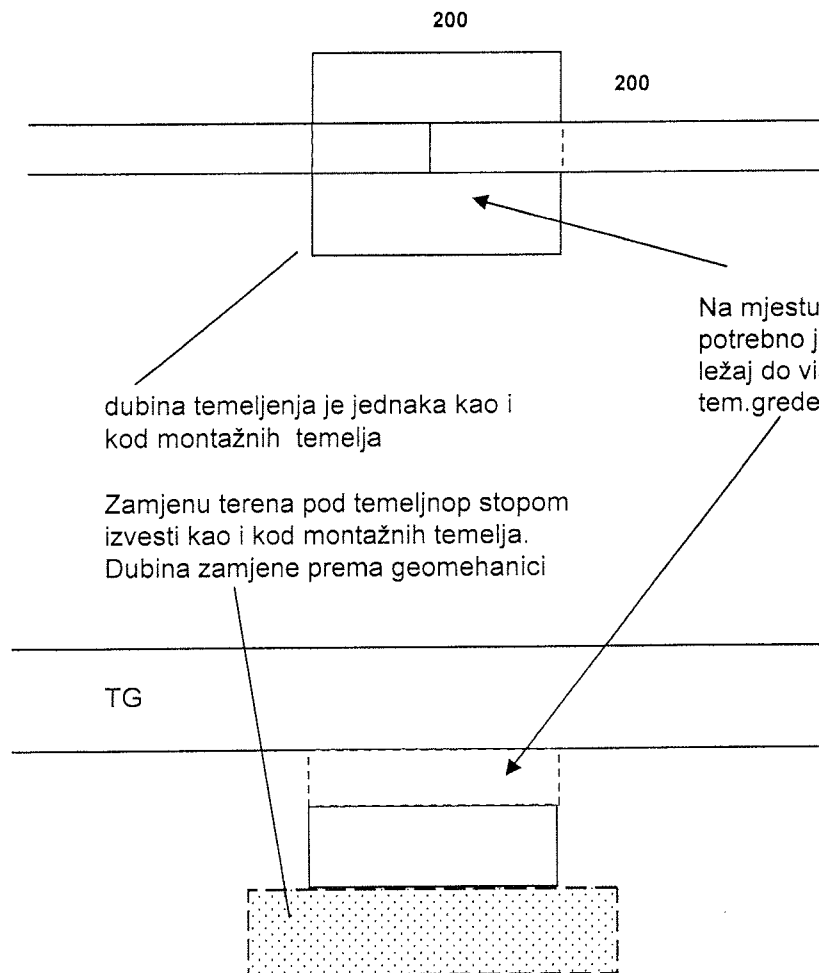 200
200
Na mjestu
potrebno j
ležaj do vi
tem.grede
dubina temeljenja je jednaka kao i
kod montažnih temelja
Zamjenu terena pod temeljnop stopom
izvesti kao i kod montažnih temelja.
Dubina zamjene prema geomehanici
TG